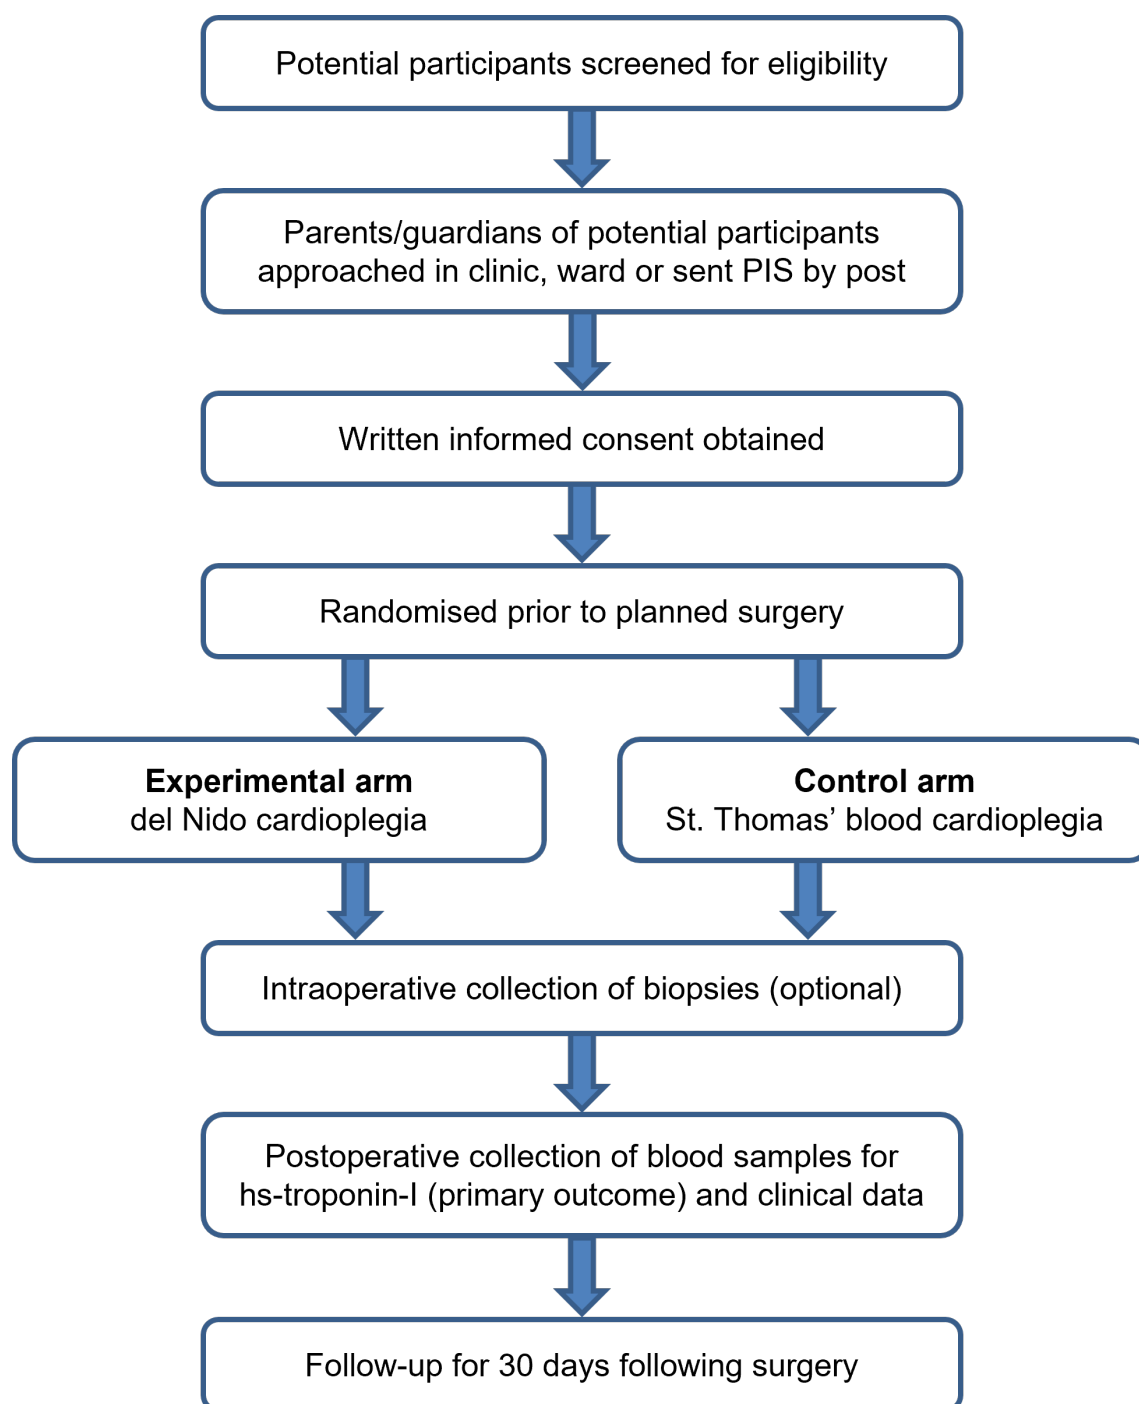 Potential participants screened for eligibility
Parents/guardians of potential participants
approached in clinic, ward or sent PIS by post
Written informed consent obtained
Randomised prior to planned surgery
Experimental arm
del Nido cardioplegia
Control arm
St. Thomas’ blood cardioplegia
Intraoperative collection of biopsies (optional)
Postoperative collection of blood samples for
hs-troponin-I (primary outcome) and clinical data
Follow-up for 30 days following surgery